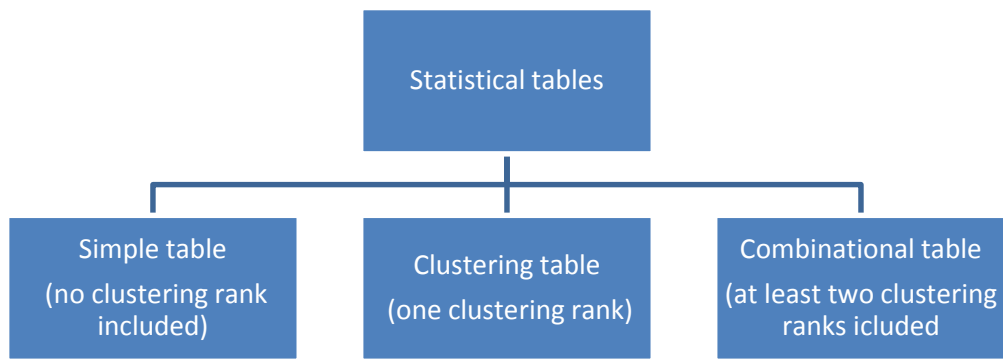 Statistical tables
Simple table
(no clustering rank
included)
Clustering table
(one clustering rank)
Combinational table
(at least two clustering
ranks icluded